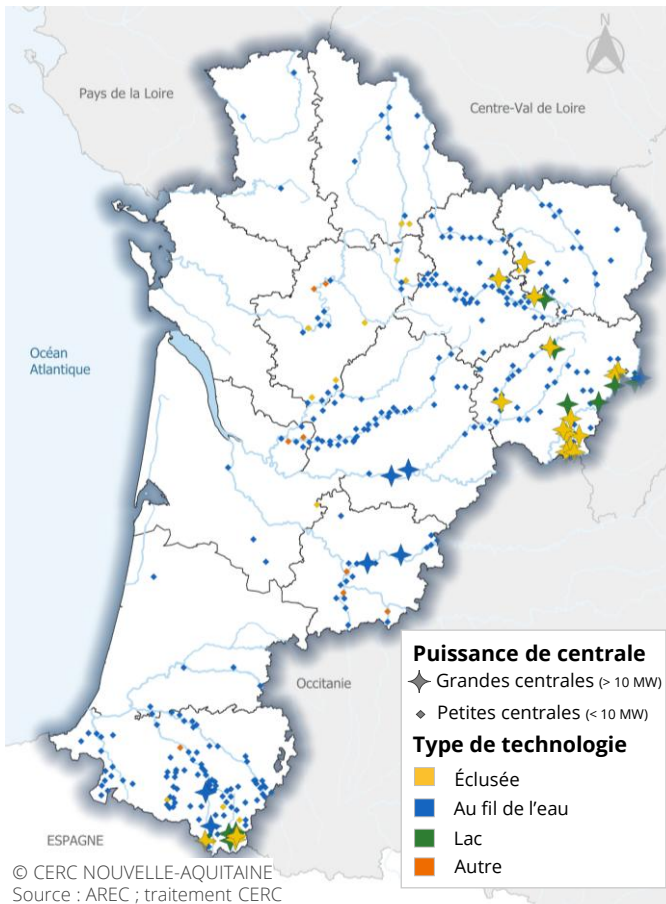 N
Pays de la Loire
Centre-Val de Loire
Océan
Atlantique
Occitanie
ESPAGNE
Puissance de centrale
Grandes centrales (> 10 MW)
Petites centrales (< 10 MW)
Type de technologie
Éclusée
Au fil de l'eau
Lac
Autre
© CERC NOUVELLE-AQUITAINE
Source : AREC ; traitement CERC